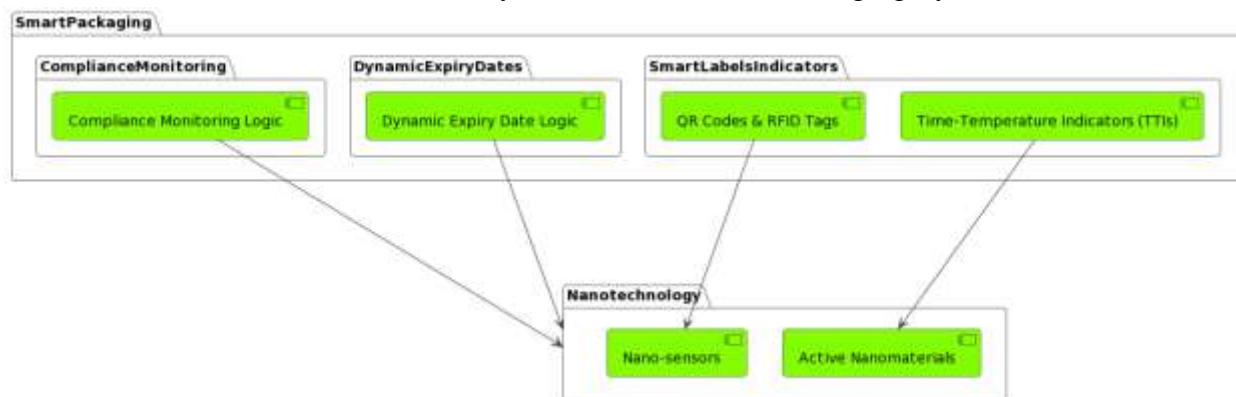 SmartPackaging
ComplianceMonitoring
DynamicExpiryDates
SmartLabelsIndicators
Compliance Monitoring Logic
Dynamic Expiry Date Logic
QR Codes & RFID Tags
Time-Temperature Indicators (TTIs)
Nanotechnology
Nano-sensors
Active Nanomaterials